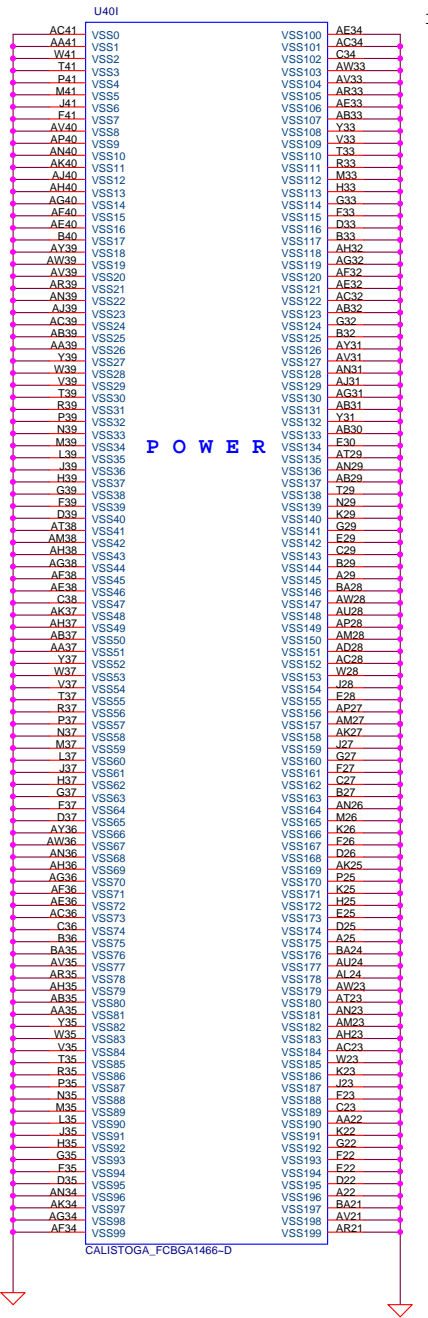 U40I
AC41 VSS0 VSS100 AE34
AA41 VSS1 VSS101 AC34
W41 VSS2 VSS102 C34
T41 VSS3 VSS103 AW33
P41 VSS4 VSS104 AV33
M41 VSS5 VSS105 AR33
J41 VSS6 VSS106 AE33
F41 VSS7 VSS107 AB33
AV40 VSS8 VSS108 Y33
AP40 VSS9 VSS109 V33
AN40 VSS10 VSS110 T33
AK40 VSS11 VSS111 R33
AJ40 VSS12 VSS112 M33
AH40 VSS13 VSS113 H33
AG40 VSS14 VSS114 G33
AF40 VSS15 VSS115 F33
AE40 VSS16 VSS116 D33
B40 VSS17 VSS117 B33
AY39 VSS18 VSS118 AH32
AW39 VSS19 VSS119 AG32
AV39 VSS20 VSS120 AF32
AR39 VSS21 VSS121 AE32
AN39 VSS22 VSS122 AC32
AJ39 VSS23 VSS123 AB32
AC39 VSS24 VSS124 G32
AB39 VSS25 VSS125 B32
AA39 VSS26 VSS126 AY31
Y39 VSS27 VSS127 AV31
W39 VSS28 VSS128 AN31
V39 VSS29 VSS129 AJ31
T39 VSS30 VSS130 AG31
R39 VSS31 VSS131 AB31
P39 VSS32 VSS132 Y31
N39 VSS33 VSS133 AB30
M39 VSS34 VSS134 E30
P O W E R
L39 VSS35 VSS135 AT29
J39 VSS36 VSS136 AN29
H39 VSS37 VSS137 AB29
G39 VSS38 VSS138 T29
F39 VSS39 VSS139 N29
D39 VSS40 VSS140 K29
AT38 VSS41 VSS141 G29
AM38 VSS42 VSS142 E29
AH38 VSS43 VSS143 C29
AG38 VSS44 VSS144 B29
AF38 VSS45 VSS145 A29
AE38 VSS46 VSS146 BA28
C38 VSS47 VSS147 AW28
AK37 VSS48 VSS148 AU28
AH37 VSS49 VSS149 AP28
AB37 VSS50 VSS150 AM28
AA37 VSS51 VSS151 AD28
Y37 VSS52 VSS152 AC28
W37 VSS53 VSS153 W28
V37 VSS54 VSS154 J28
T37 VSS55 VSS155 E28
R37 VSS56 VSS156 AP27
P37 VSS57 VSS157 AM27
N37 VSS58 VSS158 AK27
M37 VSS59 VSS159 J27
L37 VSS60 VSS160 G27
J37 VSS61 VSS161 F27
H37 VSS62 VSS162 C27
G37 VSS63 VSS163 B27
F37 VSS64 VSS164 AN26
D37 VSS65 VSS165 M26
AY36 VSS66 VSS166 K26
AW36 VSS67 VSS167 F26
AN36 VSS68 VSS168 D26
AH36 VSS69 VSS169 AK25
AG36 VSS70 VSS170 P25
AF36 VSS71 VSS171 K25
AE36 VSS72 VSS172 H25
AC36 VSS73 VSS173 E25
C36 VSS74 VSS174 D25
B36 VSS75 VSS175 A25
BA35 VSS76 VSS176 BA24
AV35 VSS77 VSS177 AU24
AR35 VSS78 VSS178 AL24
AH35 VSS79 VSS179 AW23
AB35 VSS80 VSS180 AT23
AA35 VSS81 VSS181 AN23
Y35 VSS82 VSS182 AM23
W35 VSS83 VSS183 AH23
V35 VSS84 VSS184 AC23
T35 VSS85 VSS185 W23
R35 VSS86 VSS186 K23
P35 VSS87 VSS187 J23
N35 VSS88 VSS188 F23
M35 VSS89 VSS189 C23
L35 VSS90 VSS190 AA22
J35 VSS91 VSS191 K22
H35 VSS92 VSS192 G22
G35 VSS93 VSS193 F22
F35 VSS94 VSS194 E22
D35 VSS95 VSS195 D22
AN34 VSS96 VSS196 A22
AK34 VSS97 VSS197 BA21
AG34 VSS98 VSS198 AV21
AF34 VSS99 VSS199 AR21
CALISTOGA_FCBGA1466~D